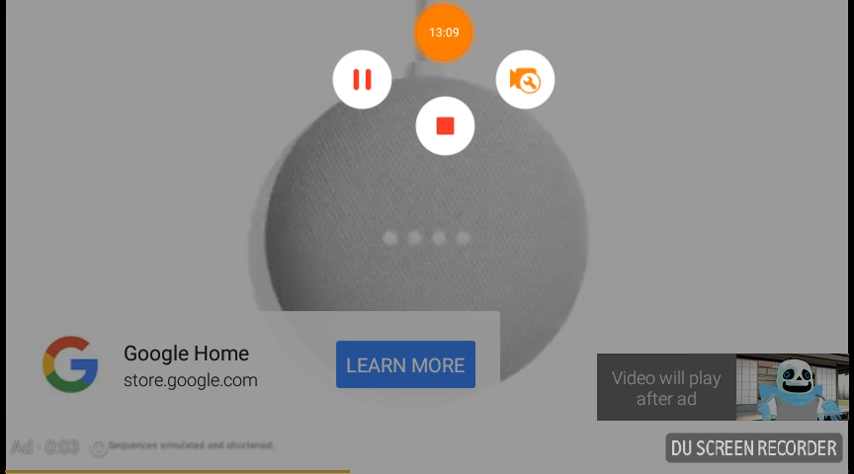 13:09
Google Home
store.google.com
LEARN MORE
Video will play
after ad
Ad · 0:03
Sequences simulated and shortened.
DU SCREEN RECORDER